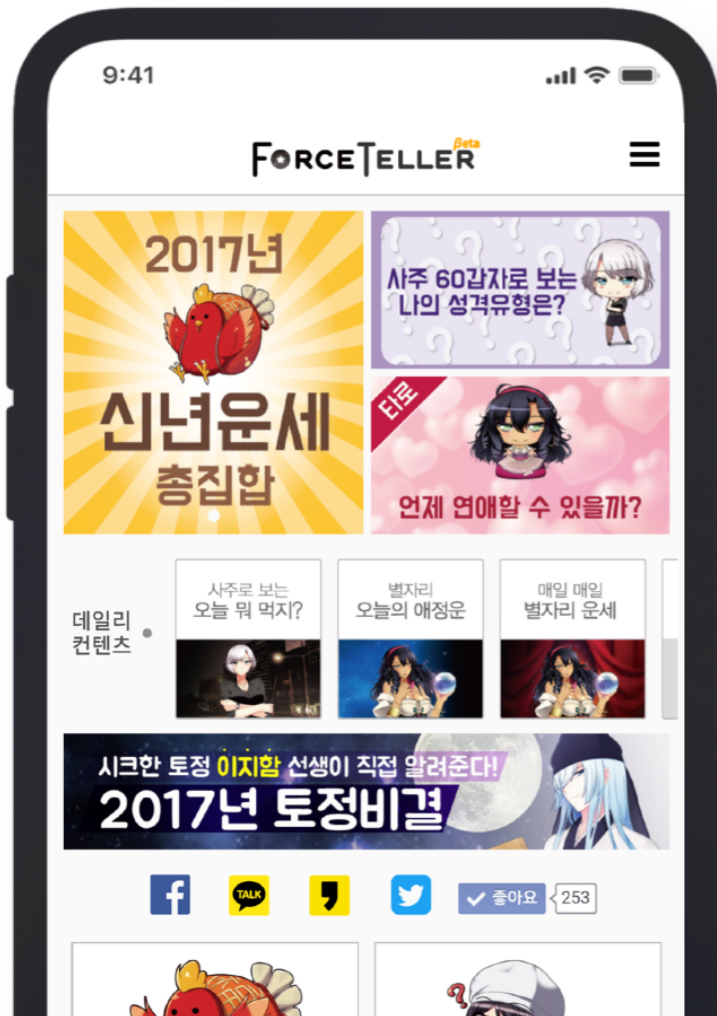 9:41
FORCETELLER
Beta
2017년
신년운세
총집합
사주 60갑자로 보는
나의 성격유형은?
타로
언제 연애할 수 있을까?
데일리
컨텐츠
사주로 보는
오늘 뭐 먹지?
별자리
오늘의 애정운
매일 매일
별자리 운세
시크한 토정 이지함 선생이 직접 알려준다!
2017년 토정비결
f
TALK
좋아요
253
?